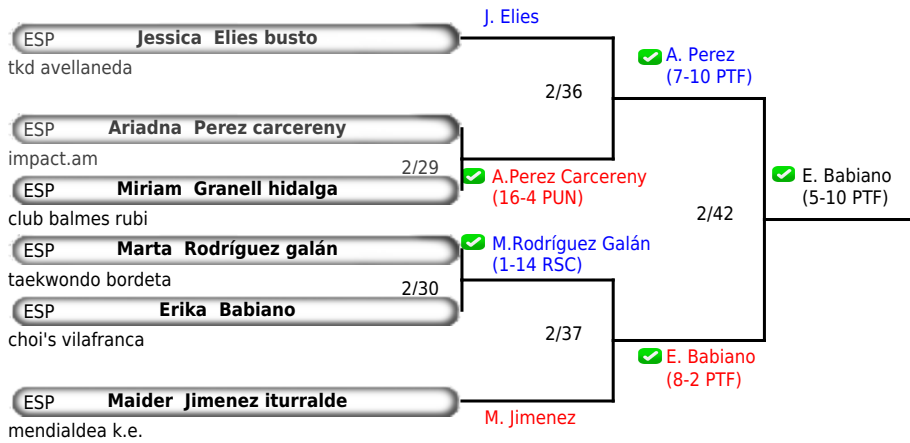 J. Elies
ESP Jessica Elies busto
tkd avellaneda
A. Perez
(7-10 PTF)
2/36
ESP Ariadna Perez carcereny
impact.am
2/29
A.Perez Carcereny
(16-4 PUN)
ESP Miriam Granell hidalga
club balmes rubi
E. Babiano
(5-10 PTF)
2/42
ESP Marta Rodríguez galán
taekwondo bordeta
M.Rodríguez Galán
(1-14 RSC)
2/30
ESP Erika Babiano
choi's vilafranca
2/37
E. Babiano
(8-2 PTF)
ESP Maider Jimenez iturralde
mendialdea k.e.
M. Jimenez